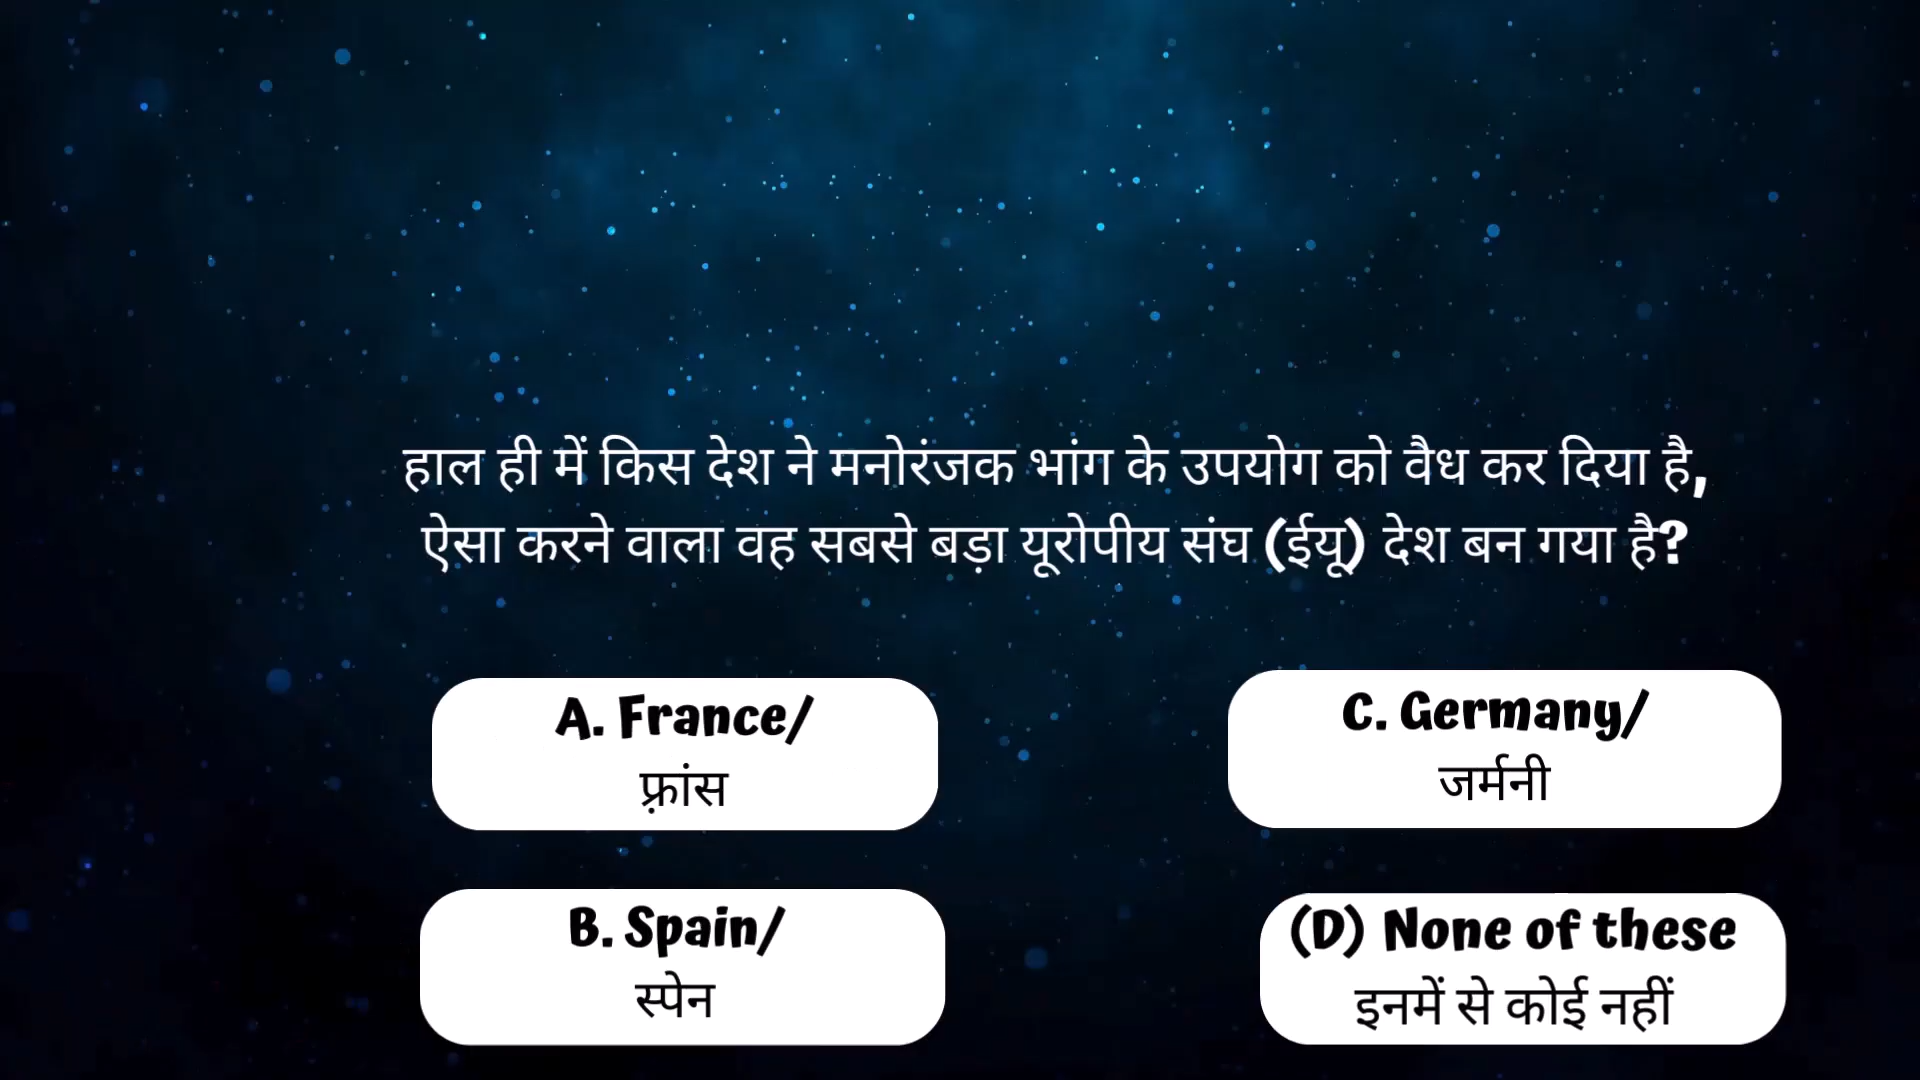 हाल ही में किस देश ने मनोरंजक भांग के उपयोग को वैध कर दिया है,
ऐसा करने वाला वह सबसे बड़ा यूरोपीय संघ (ईयू) देश बन गया है?
A. France/
फ़्रांस
B. Spain/
स्पेन
C. Germany/
जर्मनी
(D) None of these
इनमें से कोई नहीं